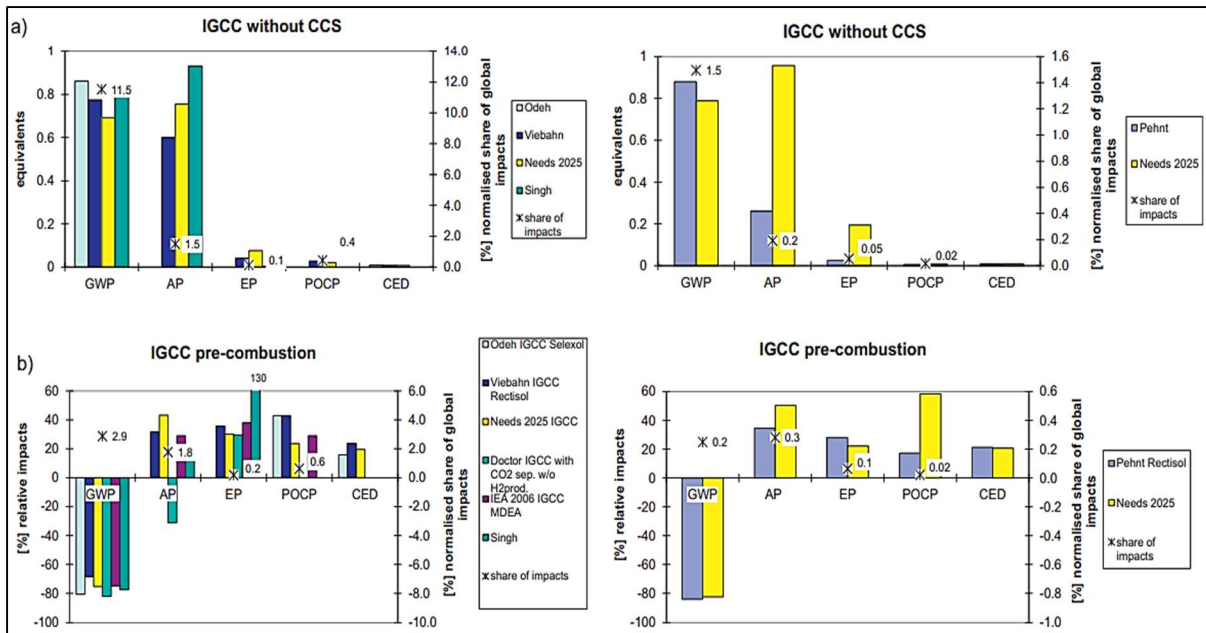 a)
IGCC without CCS
1
0.8
0.6
0.4
0.2
0
equivalents
14.0
12.0
10.0
8.0
6.0
4.0
2.0
0.0
[%] normalised share of global
impacts
11.5
1.5
0.1
0.4
GWP
AP
EP
POCP
CED
Odeh
Viebahn
Needs 2025
Singh
share of
impacts
IGCC without CCS
1
0.8
0.6
0.4
0.2
0
equivalents
1.6
1.4
1.2
1.0
0.8
0.6
0.4
0.2
0.0
[%] normalised share of global
impacts
1.5
0.2
0.05
0.02
GWP
AP
EP
POCP
CED
Pehnt
Needs 2025
share of
impacts
b)
IGCC pre-combustion
60
40
20
0
-20
-40
-60
-80
-100
[%] relative impacts
6.0
4.0
2.0
0.0
-2.0
-4.0
-6.0
-8.0
-10.0
[%] normalised share of global
impacts
130
2.9
1.8
0.2
0.6
GWP
AP
EP
POCP
CED
Odeh IGCC Selexol
Viebahn IGCC
Rectisol
Needs 2025 IGCC
Doctor IGCC with
CO2 sep. w/o
H2prod.
IEA 2006 IGCC
MDEA
Singh
share of impacts
IGCC pre-combustion
60
40
20
0
-20
-40
-60
-80
-100
[%] relative impacts
0.6
0.4
0.2
0.0
-0.2
-0.4
-0.6
-0.8
-1.0
[%] normalised share of global
impacts
0.2
0.3
0.1
0.02
GWP
AP
EP
POCP
CED
Pehnt Rectisol
Needs 2025
share of
impacts